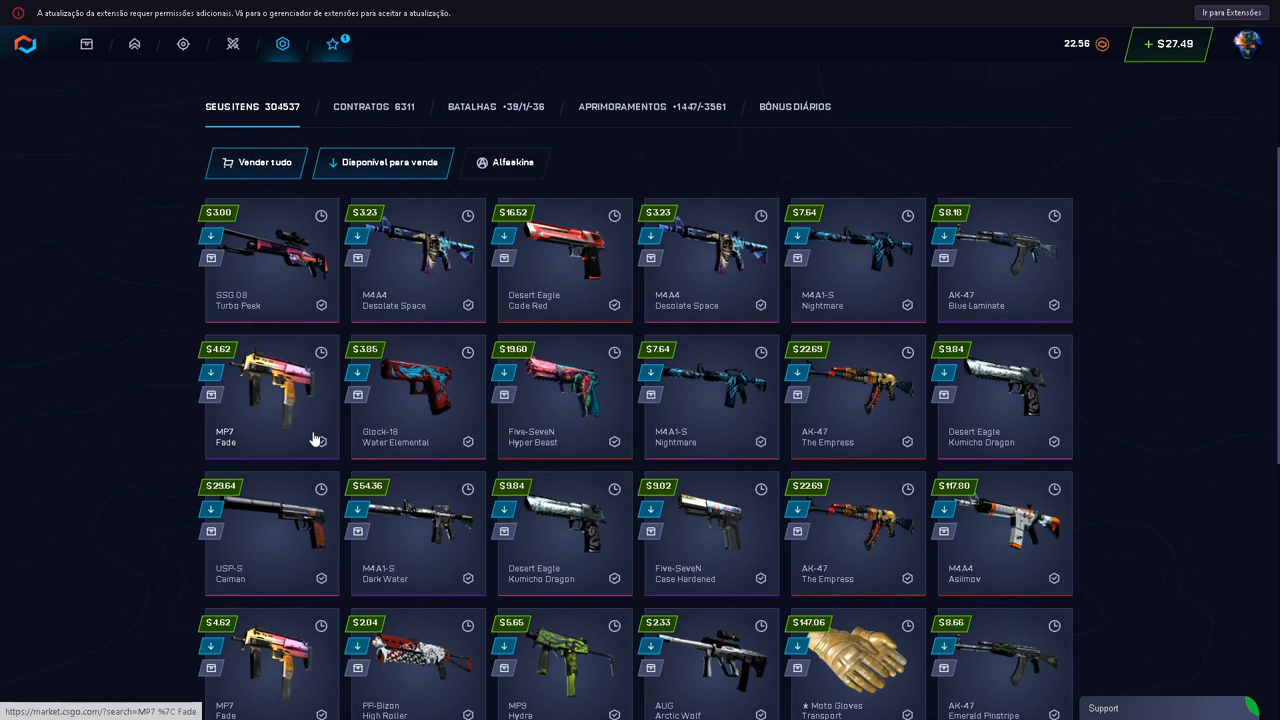 A atualização da extensão requer permissões adicionais. Vá para o gerenciador de extensões para aceitar a atualização.
Ir para Extensões
1
22.56
+ $27.49
SEUS ITENS 304537
CONTRATOS 6311
BATALHAS +39/1/-36
APRIMORAMENTOS +1447/-3561
BÔNUS DIÁRIOS
Vender tudo
Disponível para venda
Alfaskins
$3.00
SSG 08
Turbo Peek
$3.23
M4A4
Desolate Space
$16.52
Desert Eagle
Code Red
$3.23
M4A4
Desolate Space
$7.64
M4A1-S
Nightmare
$8.18
AK-47
Blue Laminate
$4.62
MP7
Fade
$3.85
Glock-18
Water Elemental
$19.60
Five-SeveN
Hyper Beast
$7.64
M4A1-S
Nightmare
$22.69
AK-47
The Empress
$9.84
Desert Eagle
Kumicho Dragon
$29.64
USP-S
Caiman
$54.36
M4A1-S
Dark Water
$9.84
Desert Eagle
Kumicho Dragon
$9.02
Five-SeveN
Case Hardened
$22.69
AK-47
The Empress
$117.80
M4A4
Asiimov
$4.62
MP7
Fade
$2.04
PP-Bizon
High Roller
$5.65
MP9
Hydra
$2.33
AUG
Arctic Wolf
$147.06
★ Moto Gloves
Transport
$8.66
AK-47
Emerald Pinstripe
https://market.csgo.com/?search=MP7 %7C Fade
Support